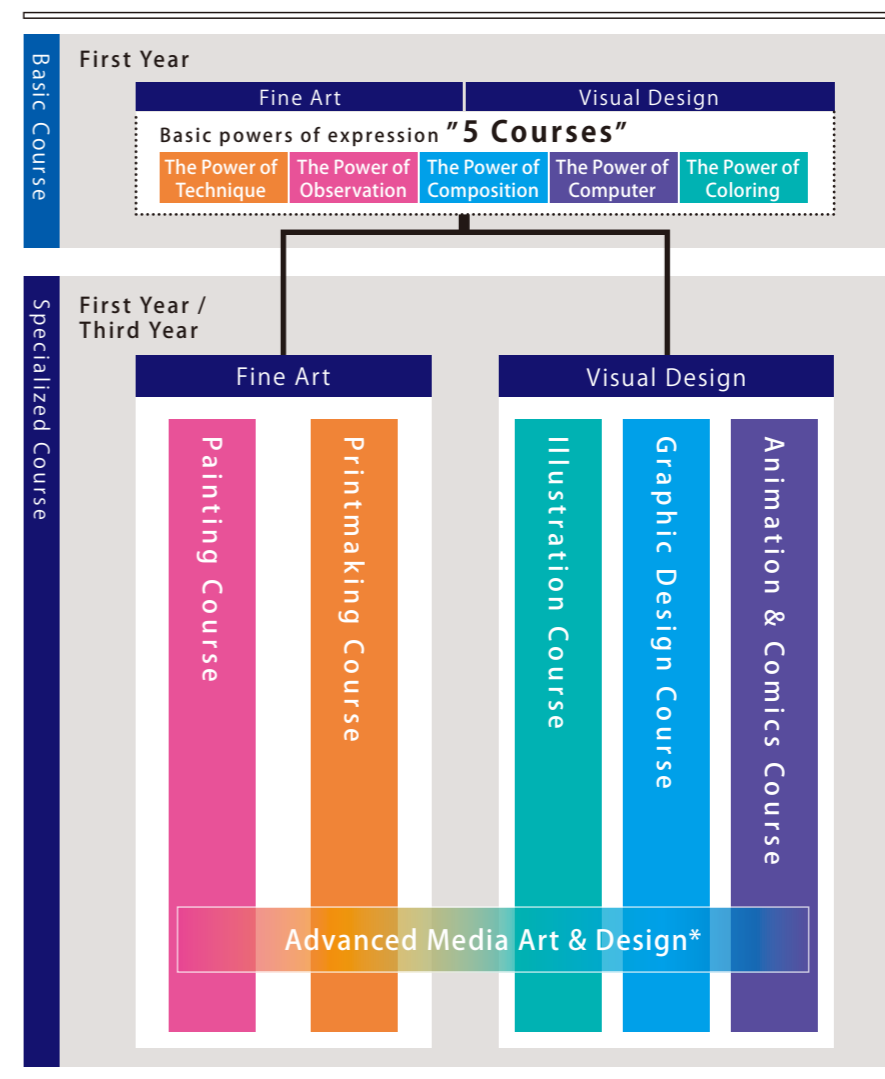 Basic Course
First Year
Fine Art
Visual Design
Basic powers of expression "5 Courses"
The Power of
Technique
The Power of
Observation
The Power of
Composition
The Power of
Computer
The Power of
Coloring
Specialized Course
First Year /
Third Year
Fine Art
Visual Design
Painting Course
Printmaking Course
Illustration Course
Graphic Design Course
Animation & Comics Course
Advanced Media Art & Design*